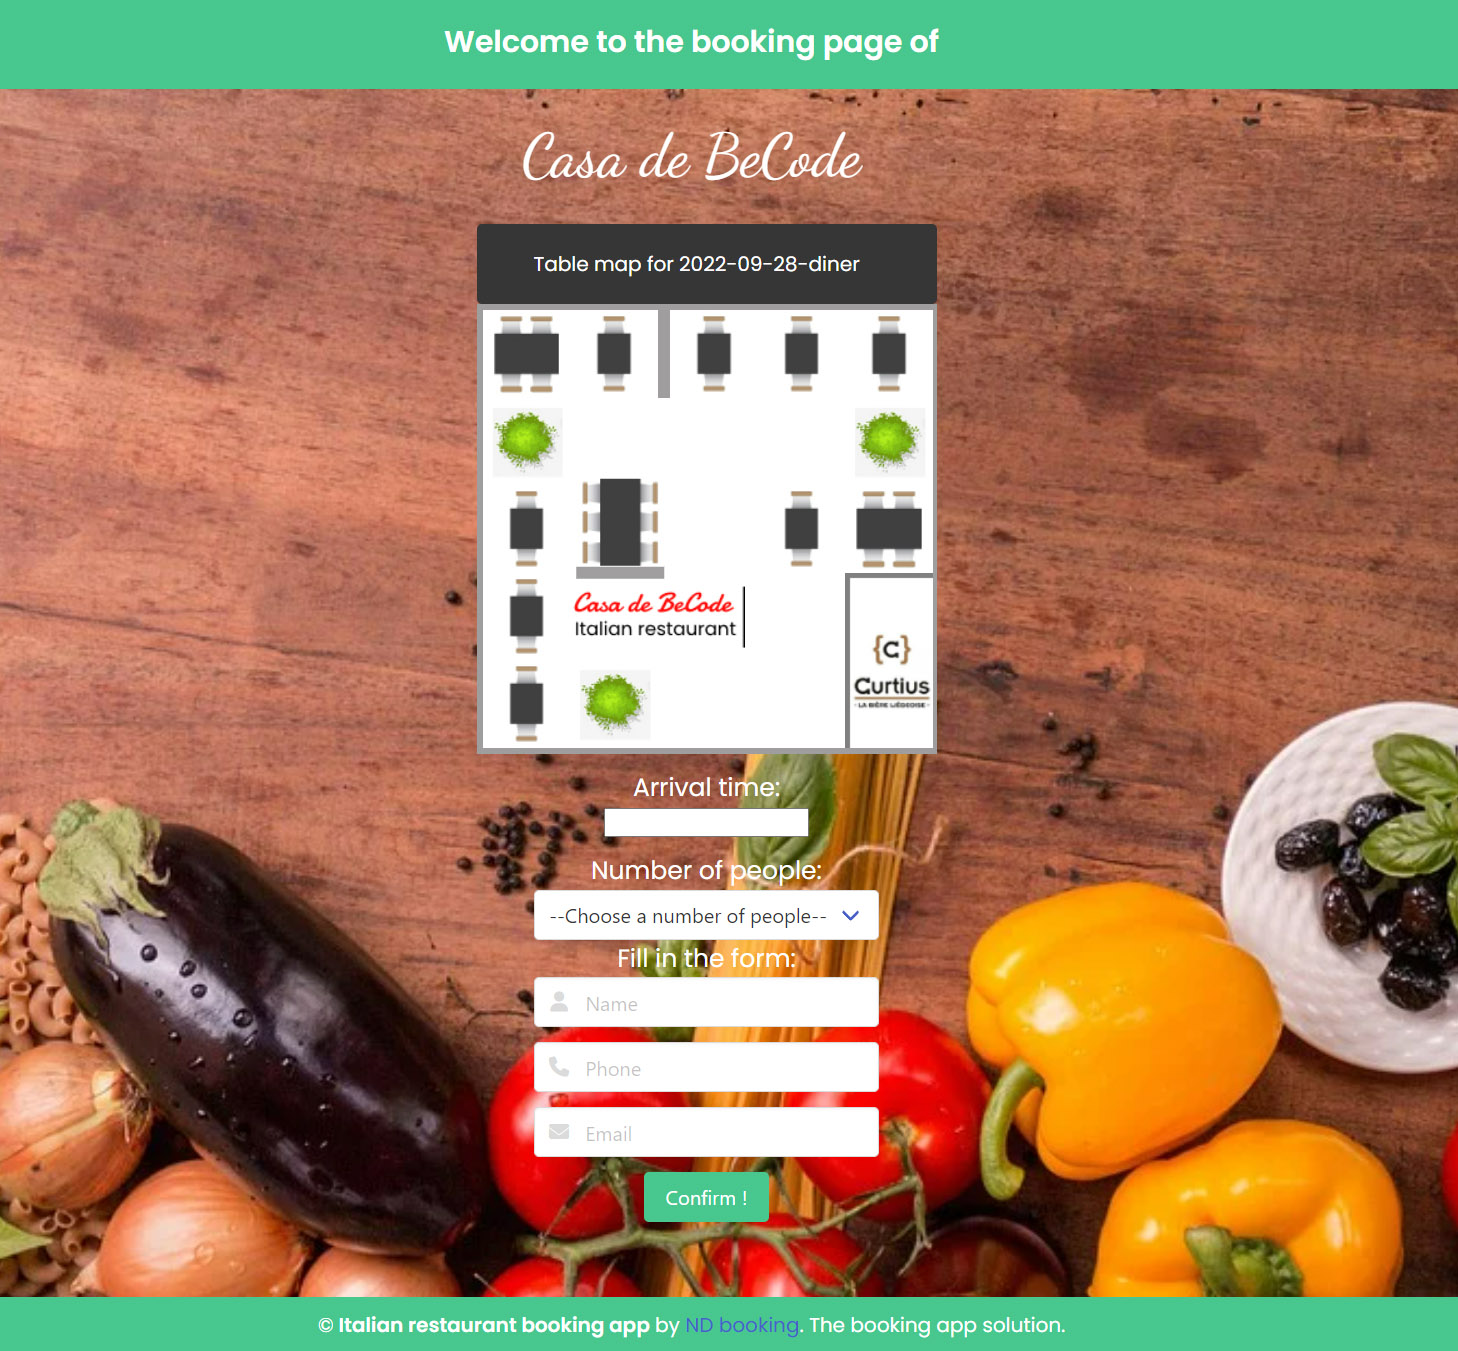 Welcome to the booking page of
Casa de BeCode
Table map for 2022-09-28-diner
Casa de BeCode
Italian restaurant
{C}
Curtius
- LA BIÈRE LIÉGEOISE -
Arrival time:
Number of people:
--Choose a number of people--
Fill in the form:
Name
Phone
Email
Confirm !
© Italian restaurant booking app by ND booking. The booking app solution.